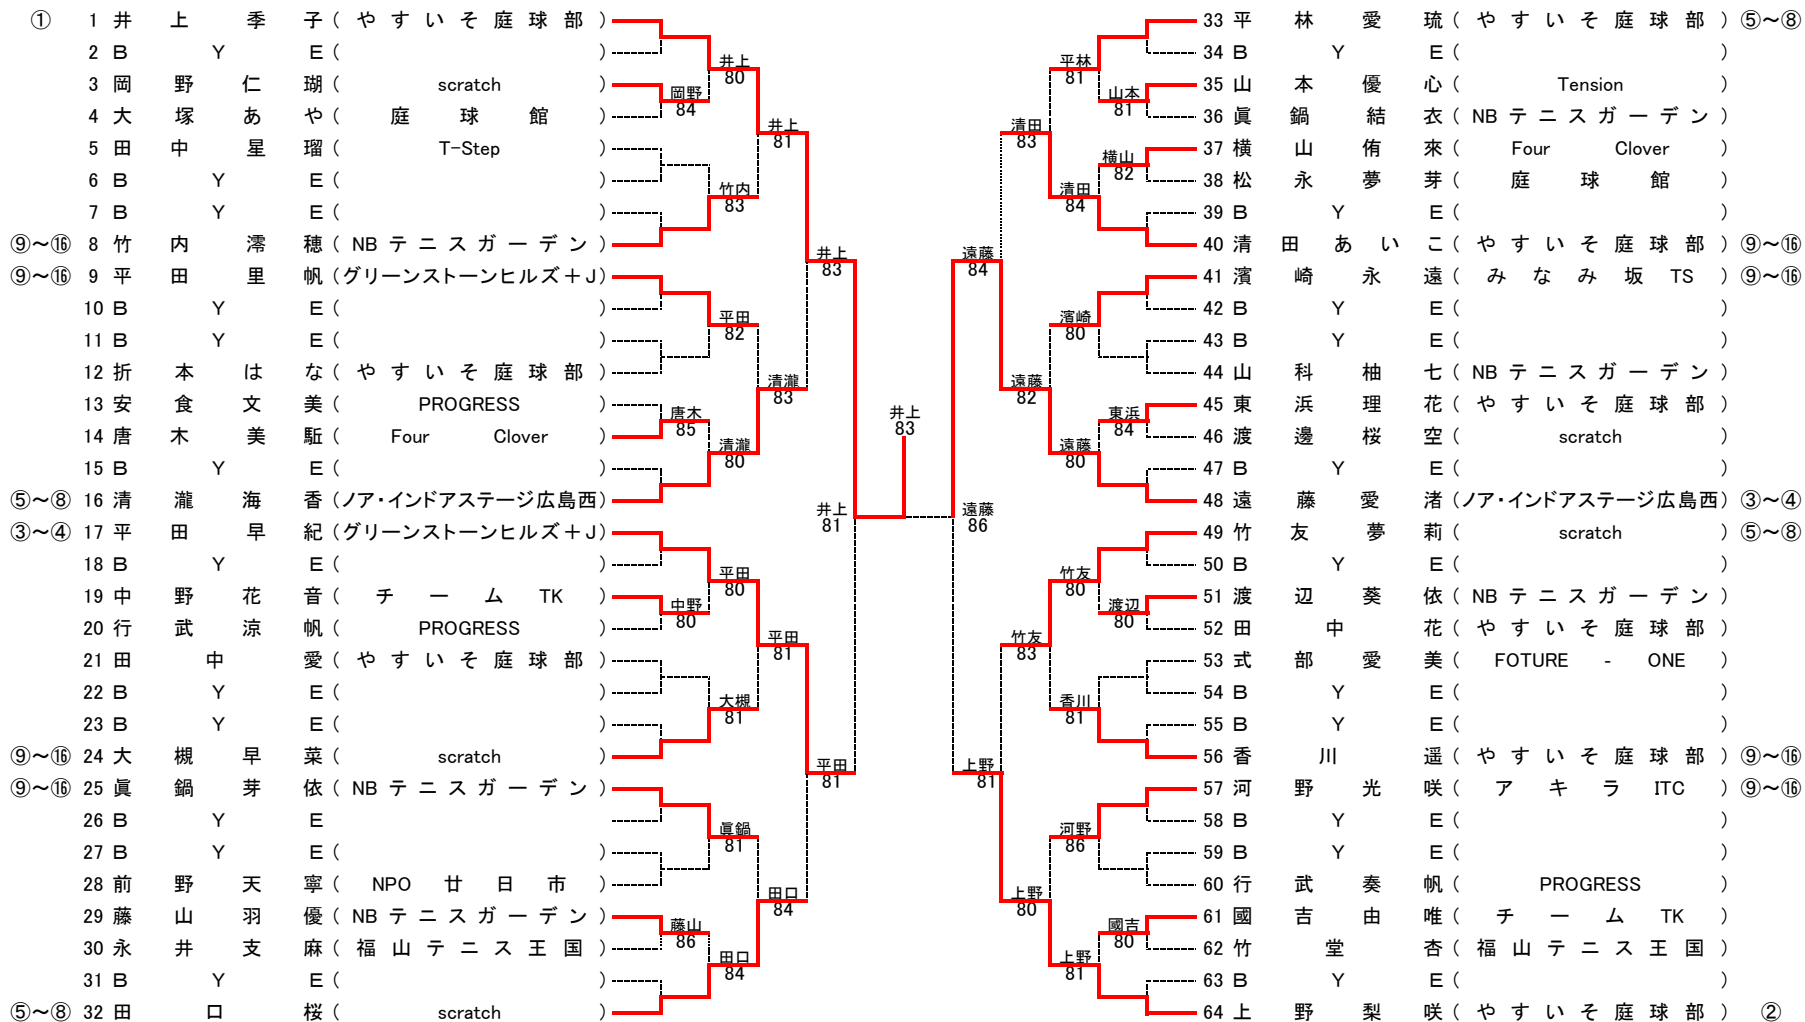 ① 1 井上季子 ( やすいそ庭球部 )
2 B Y E ( )
3 岡野仁瑚 ( scratch )
4 大塚あや ( 庭球館 )
5 田中星瑠 ( T-Step )
6 B Y E ( )
7 B Y E ( )
⑨～⑯ 8 竹内澪穂 ( NBテニスガーデン )
⑨～⑯ 9 平田里帆 (グリーンストーンヒルズ＋J)
10 B Y E ( )
11 B Y E ( )
12 折本はな ( やすいそ庭球部 )
13 安食文美 ( PROGRESS )
14 唐木美駈 ( Four Clover )
15 B Y E ( )
⑤～⑧ 16 清瀧海香 (ノア・インドアステージ広島西)
③～④ 17 平田早紀 (グリーンストーンヒルズ＋J)
18 B Y E ( )
19 中野花音 ( チームTK )
20 行武涼帆 ( PROGRESS )
21 田中愛 ( やすいそ庭球部 )
22 B Y E ( )
23 B Y E ( )
⑨～⑯ 24 大槻早菜 ( scratch )
⑨～⑯ 25 眞鍋芽依 ( NBテニスガーデン )
26 B Y E
27 B Y E ( )
28 前野天寧 ( NPO廿日市 )
29 藤山羽優 ( NBテニスガーデン )
30 永井支麻 ( 福山テニス王国 )
31 B Y E ( )
⑤～⑧ 32 田口桜 ( scratch )
岡野
84
唐木
85
中野
80
藤山
86
井上
80
竹内
83
平田
82
清瀧
80
平田
80
大槻
81
眞鍋
81
田口
84
井上
81
清瀧
83
平田
81
田口
84
井上
83
平田
81
井上
81
井上
83
遠藤
86
遠藤
84
上野
81
清田
83
遠藤
82
竹友
83
上野
80
平林
81
清田
84
濱崎
80
遠藤
80
竹友
80
香川
81
河野
86
上野
81
山本
81
横山
82
東浜
84
渡辺
80
國吉
80
33 平林愛琉 ( やすいそ庭球部 ) ⑤～⑧
34 B Y E ( )
35 山本優心 ( Tension )
36 眞鍋結衣 ( NBテニスガーデン )
37 横山侑來 ( Four Clover )
38 松永夢芽 ( 庭球館 )
39 B Y E ( )
40 清田あいこ ( やすいそ庭球部 ) ⑨～⑯
41 濱崎永遠 ( みなみ坂TS ) ⑨～⑯
42 B Y E ( )
43 B Y E ( )
44 山科柚七 ( NBテニスガーデン )
45 東浜理花 ( やすいそ庭球部 )
46 渡邊桜空 ( scratch )
47 B Y E ( )
48 遠藤愛渚 (ノア・インドアステージ広島西) ③～④
49 竹友夢莉 ( scratch ) ⑤～⑧
50 B Y E ( )
51 渡辺葵依 ( NBテニスガーデン )
52 田中花 ( やすいそ庭球部 )
53 式部愛美 ( FOTURE - ONE )
54 B Y E ( )
55 B Y E ( )
56 香川遥 ( やすいそ庭球部 ) ⑨～⑯
57 河野光咲 ( アキラITC ) ⑨～⑯
58 B Y E ( )
59 B Y E ( )
60 行武奏帆 ( PROGRESS )
61 國吉由唯 ( チームTK )
62 竹堂杏 ( 福山テニス王国 )
63 B Y E ( )
64 上野梨咲 ( やすいそ庭球部 ) ②